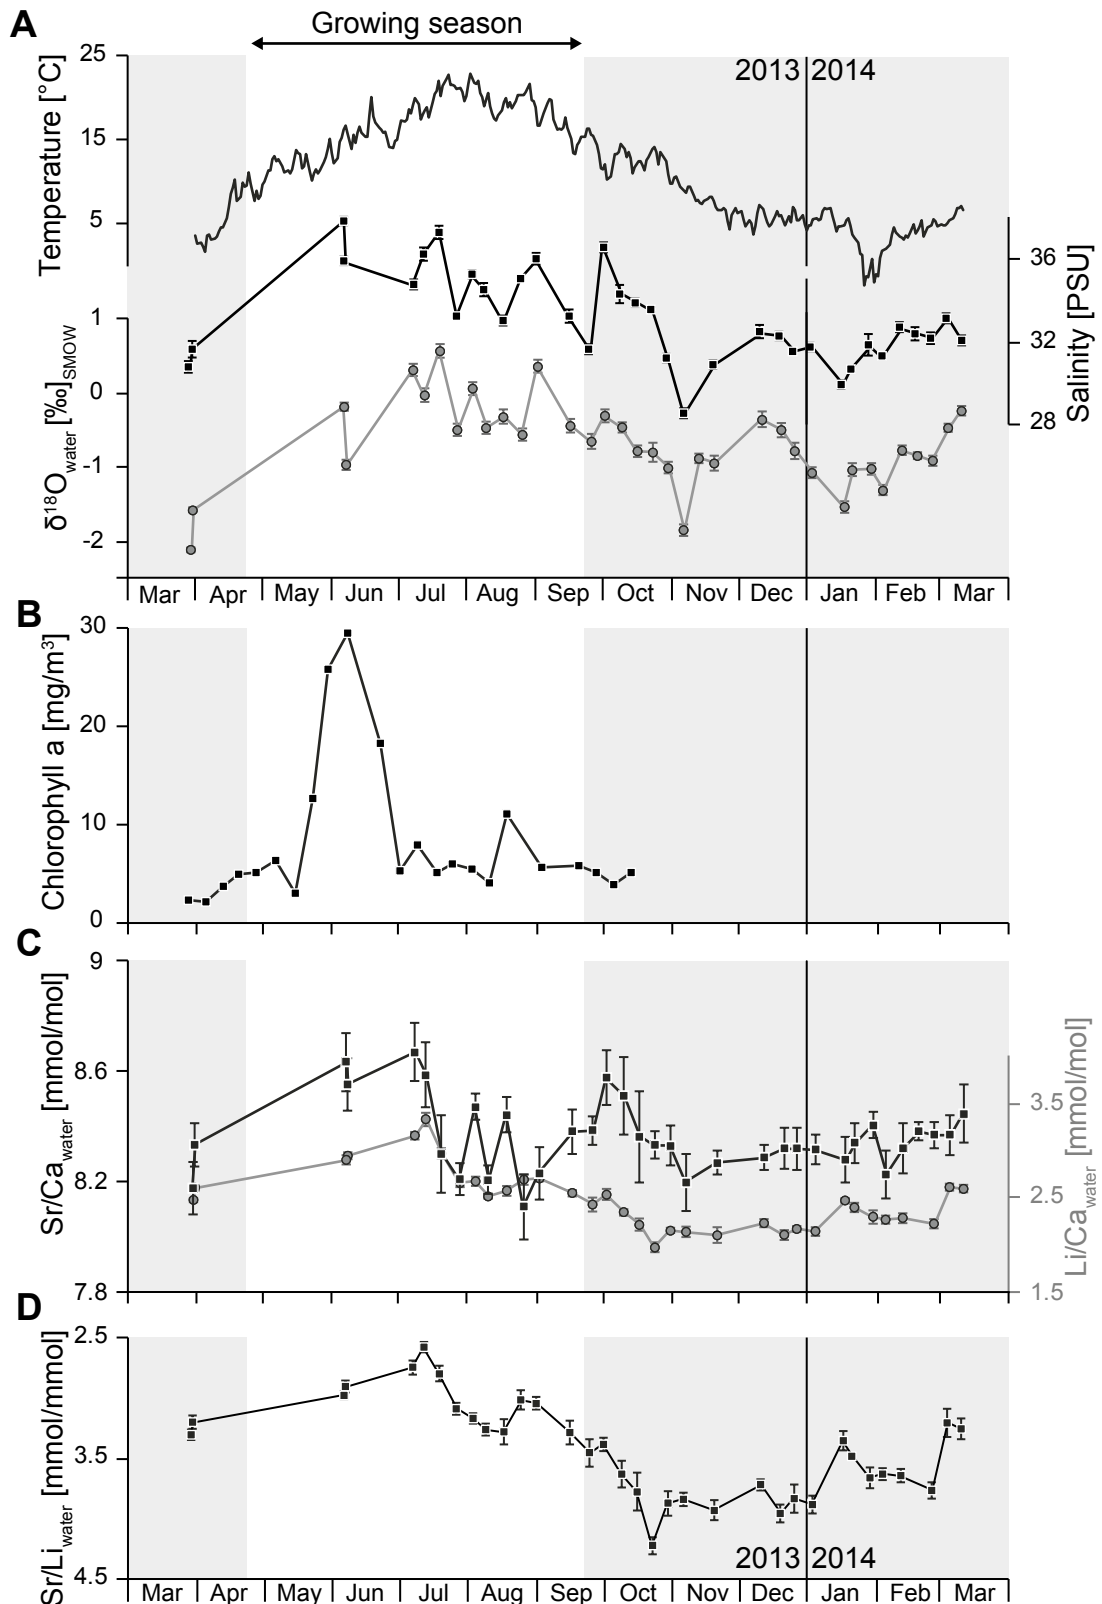 A
Growing season
25
15
5
Temperature [°C]
2013 2014
36
32
28
Salinity [PSU]
1
0
-1
-2
δ¹⁸O_water [‰]_SMOW
Mar Apr May Jun Jul Aug Sep Oct Nov Dec Jan Feb Mar
B
30
20
10
0
Chlorophyll a [mg/m³]
C
9
8.6
8.2
7.8
Sr/Ca_water [mmol/mol]
3.5
2.5
1.5
Li/Ca_water [mmol/mol]
D
2.5
3.5
4.5
Sr/Li_water [mmol/mmol]
2013 2014
Mar Apr May Jun Jul Aug Sep Oct Nov Dec Jan Feb Mar